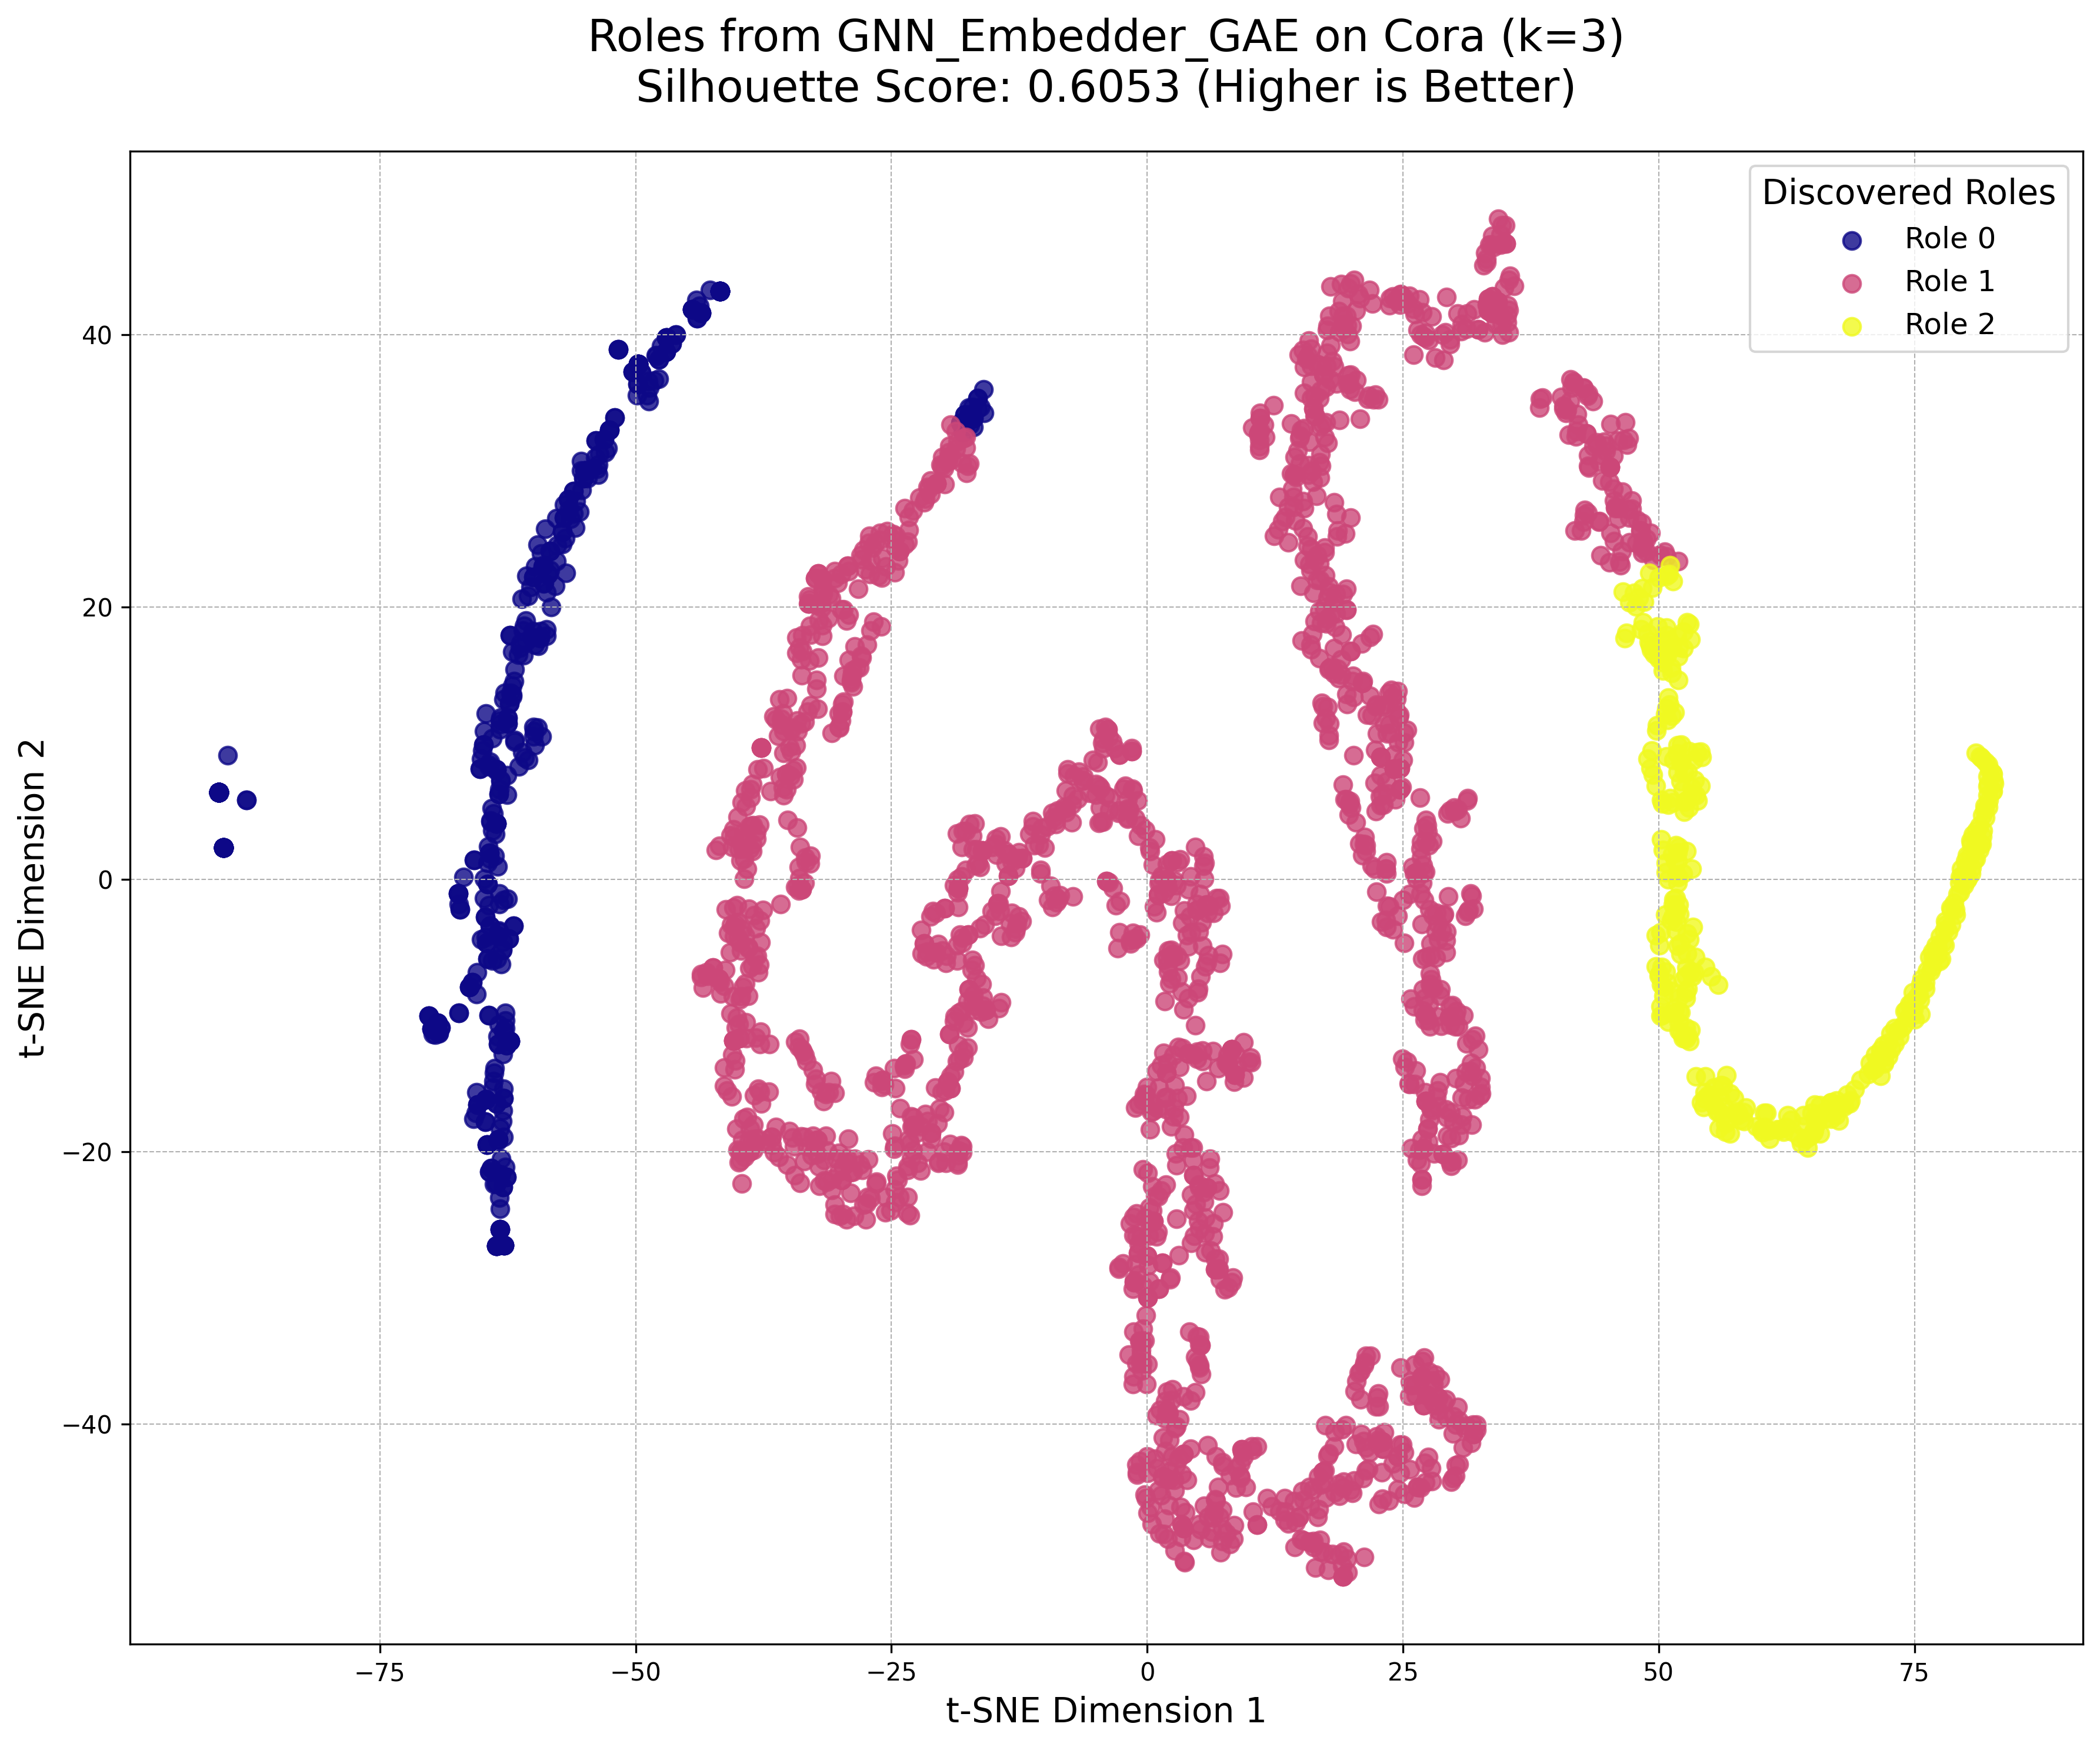 Roles from GNN_Embedder_GAE on Cora (k=3)
Silhouette Score: 0.6053 (Higher is Better)
Discovered Roles
Role 0
Role 1
Role 2
40
20
0
−20
−40
t-SNE Dimension 2
−75
−50
−25
0
25
50
75
t-SNE Dimension 1